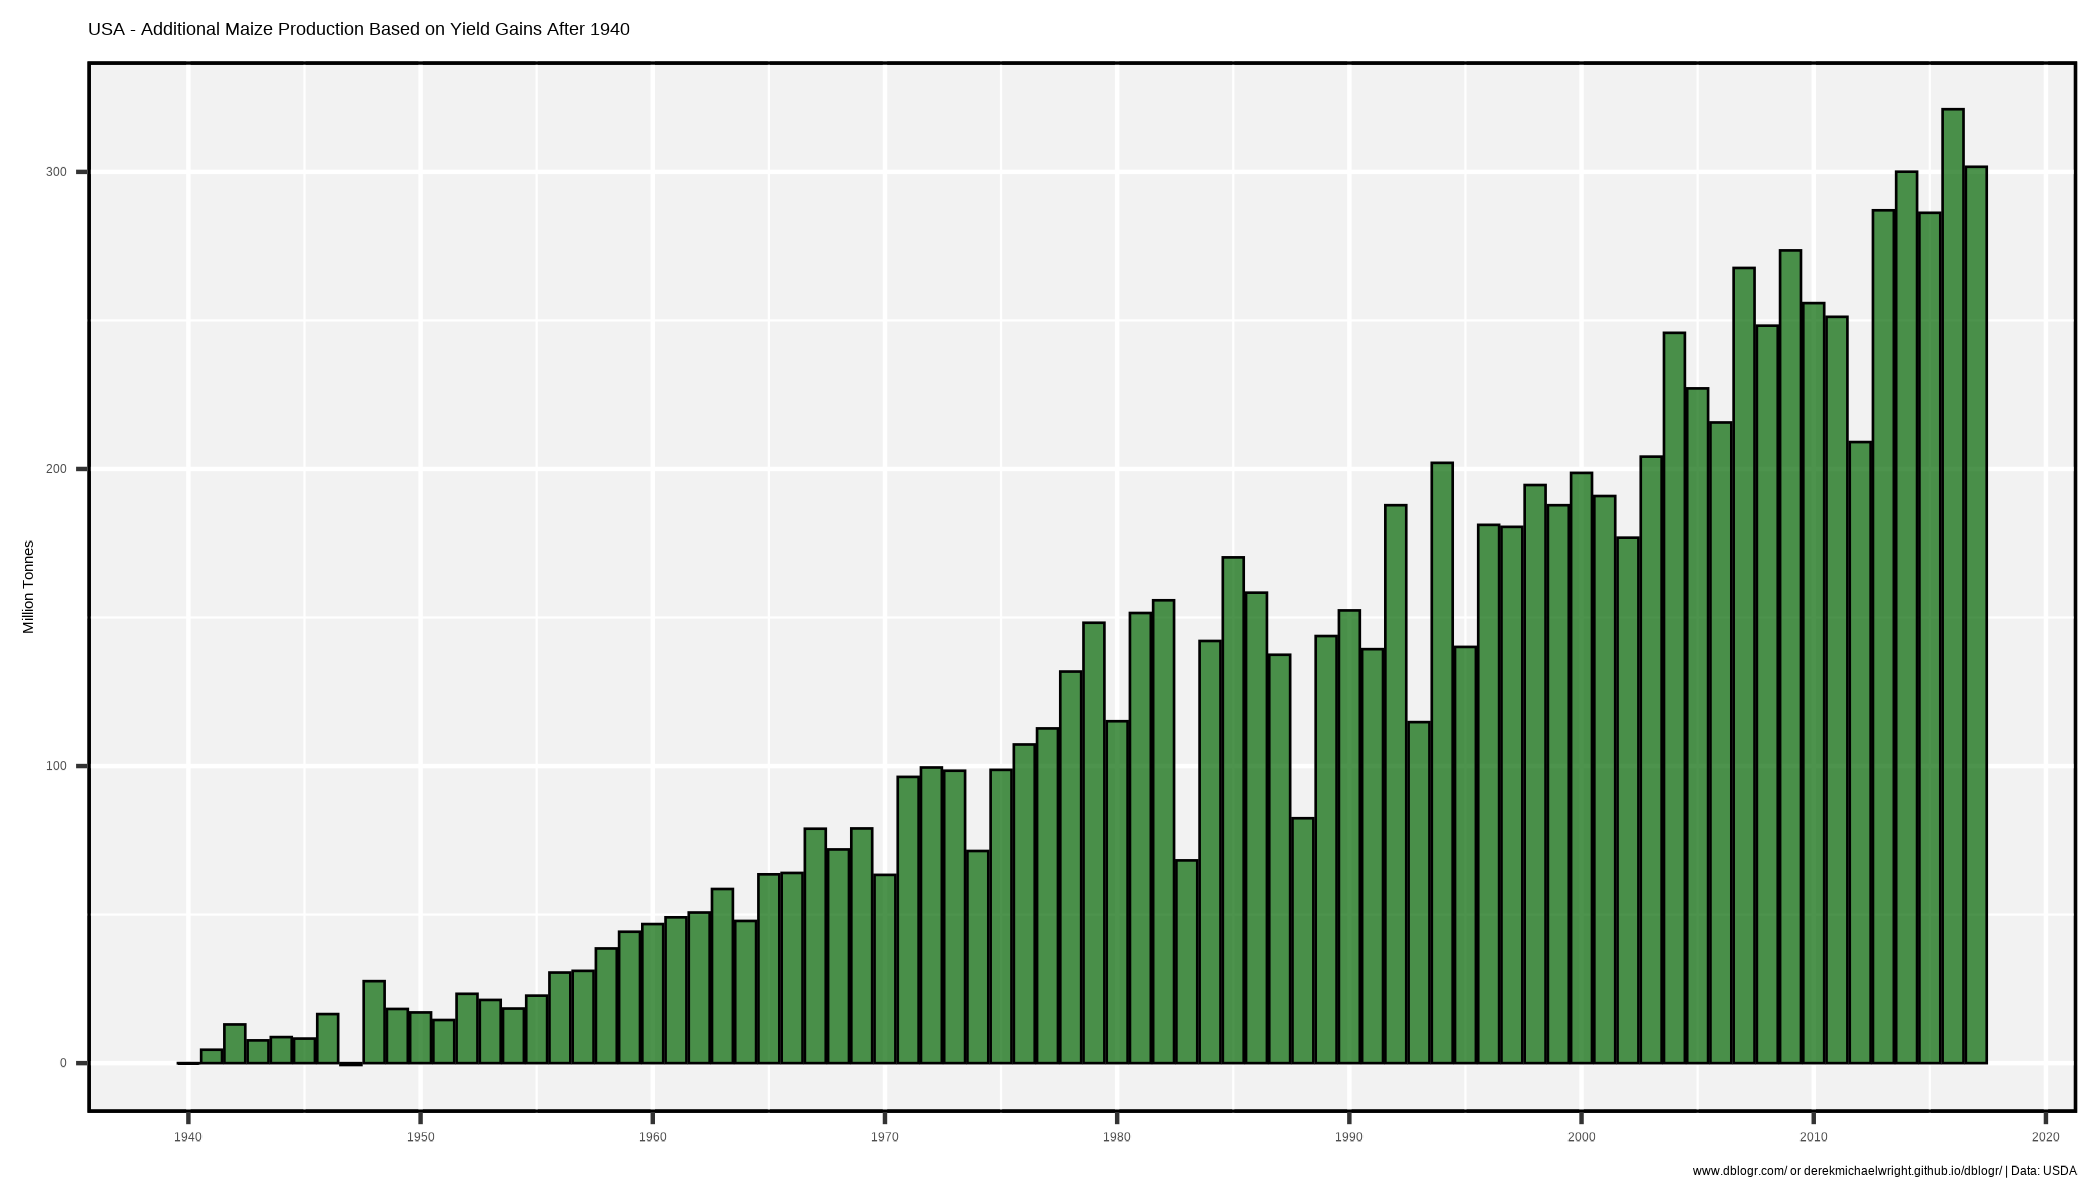 USA - Additional Maize Production Based on Yield Gains After 1940
Million Tonnes
300
200
100
0
1940 1950 1960 1970 1980 1990 2000 2010 2020
www.dblogr.com/ or derekmichaelwright.github.io/dblogr/ | Data: USDA